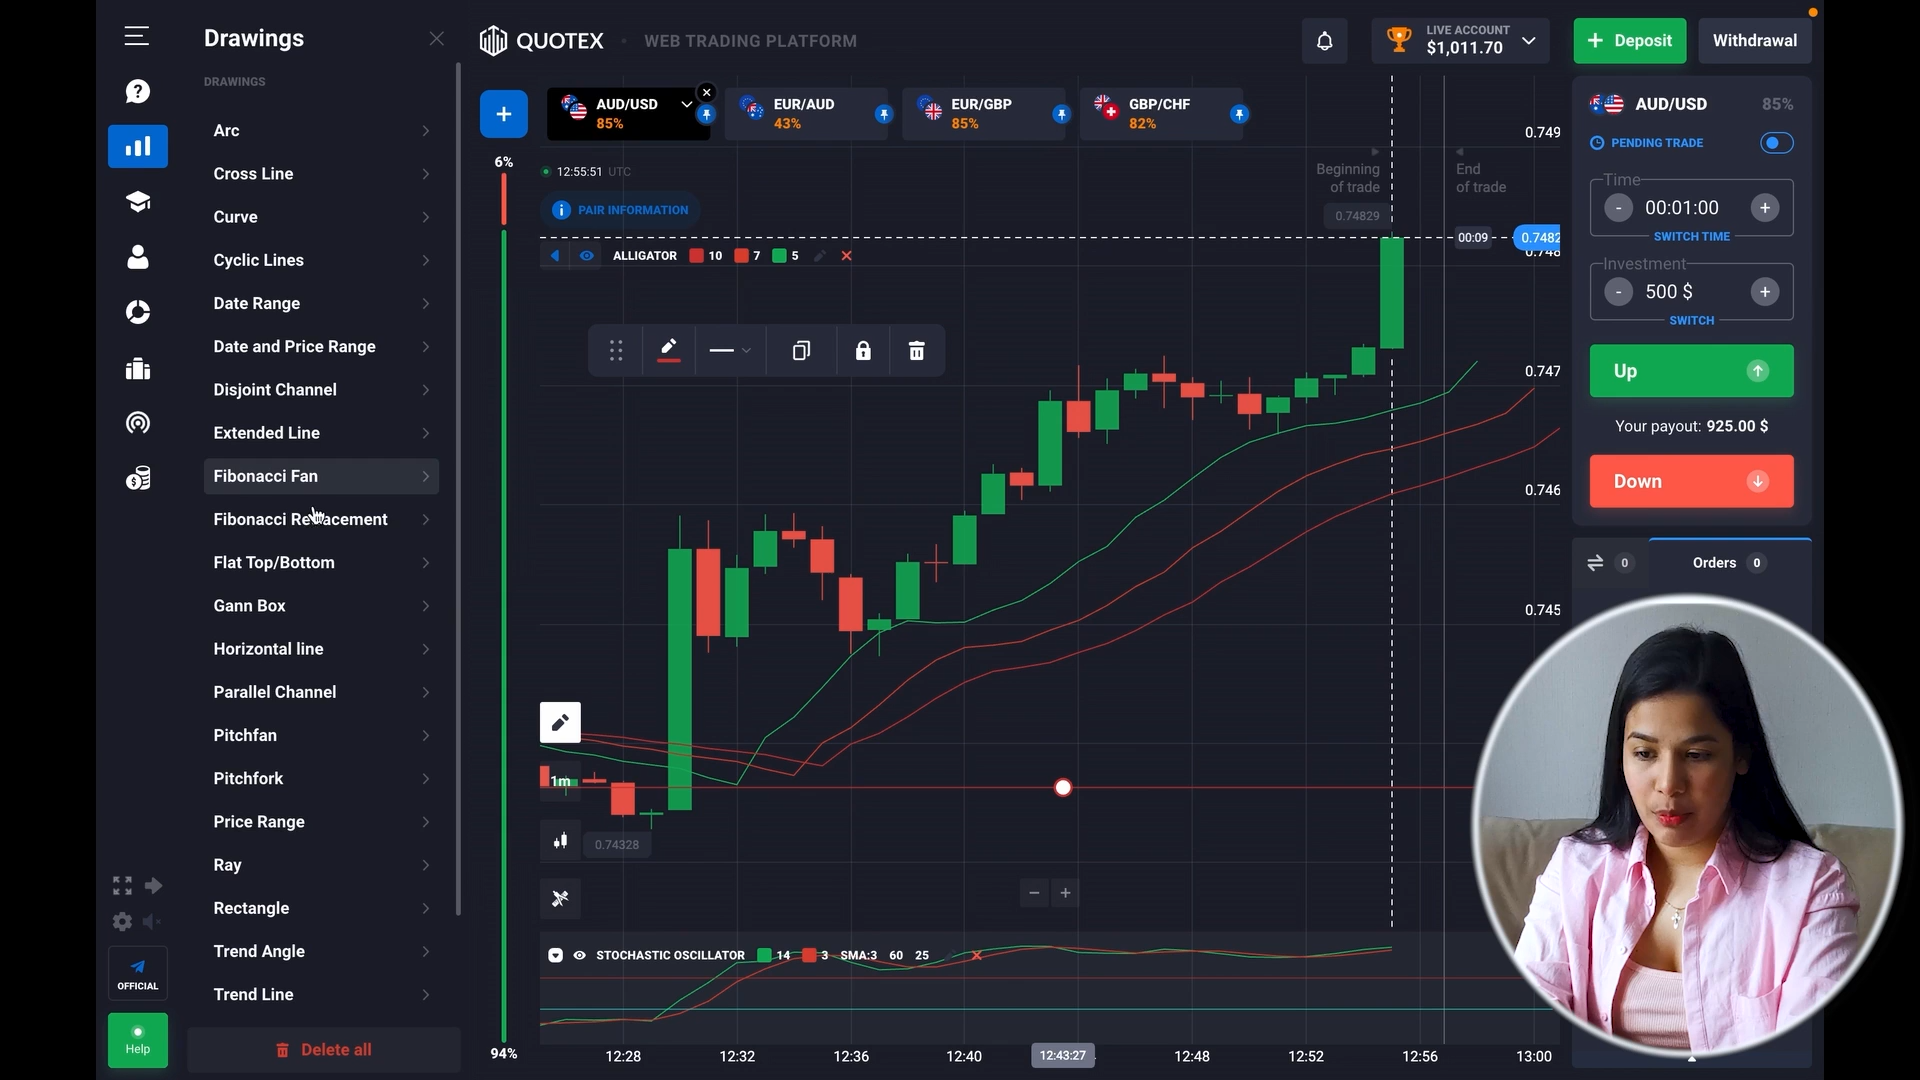 Drawings
DRAWINGS
Arc
Cross Line
Curve
Cyclic Lines
Date Range
Date and Price Range
Disjoint Channel
Extended Line
Fibonacci Fan
Flat Top/Bottom
Gann Box
Horizontal line
Parallel Channel
Pitchfan
Pitchfork
Price Range
Ray
Rectangle
Trend Angle
Trend Line
Delete all
OFFICIAL
Help
QUOTEX
WEB TRADING PLATFORM
LIVE ACCOUNT
$1,011.70
+ Deposit
Withdrawal
+
AUD/USD
85%
EUR/AUD
43%
EUR/GBP
85%
GBP/CHF
82%
6%
94%
12:55:51 UTC
PAIR INFORMATION
ALLIGATOR 10 7 5
Beginning
of trade
End
of trade
0.74829
00:09
0.7482
0.749
0.748
0.747
0.746
0.745
1m
0.74328
STOCHASTIC OSCILLATOR 14 3 SMA:3 60 25
12:28 12:32 12:36 12:40 12:43:27 12:48 12:52 12:56 13:00
AUD/USD 85%
PENDING TRADE
Time
- 00:01:00 +
SWITCH TIME
Investment
- 500 $ +
SWITCH
Up
Your payout: 925.00 $
Down
0
Orders 0